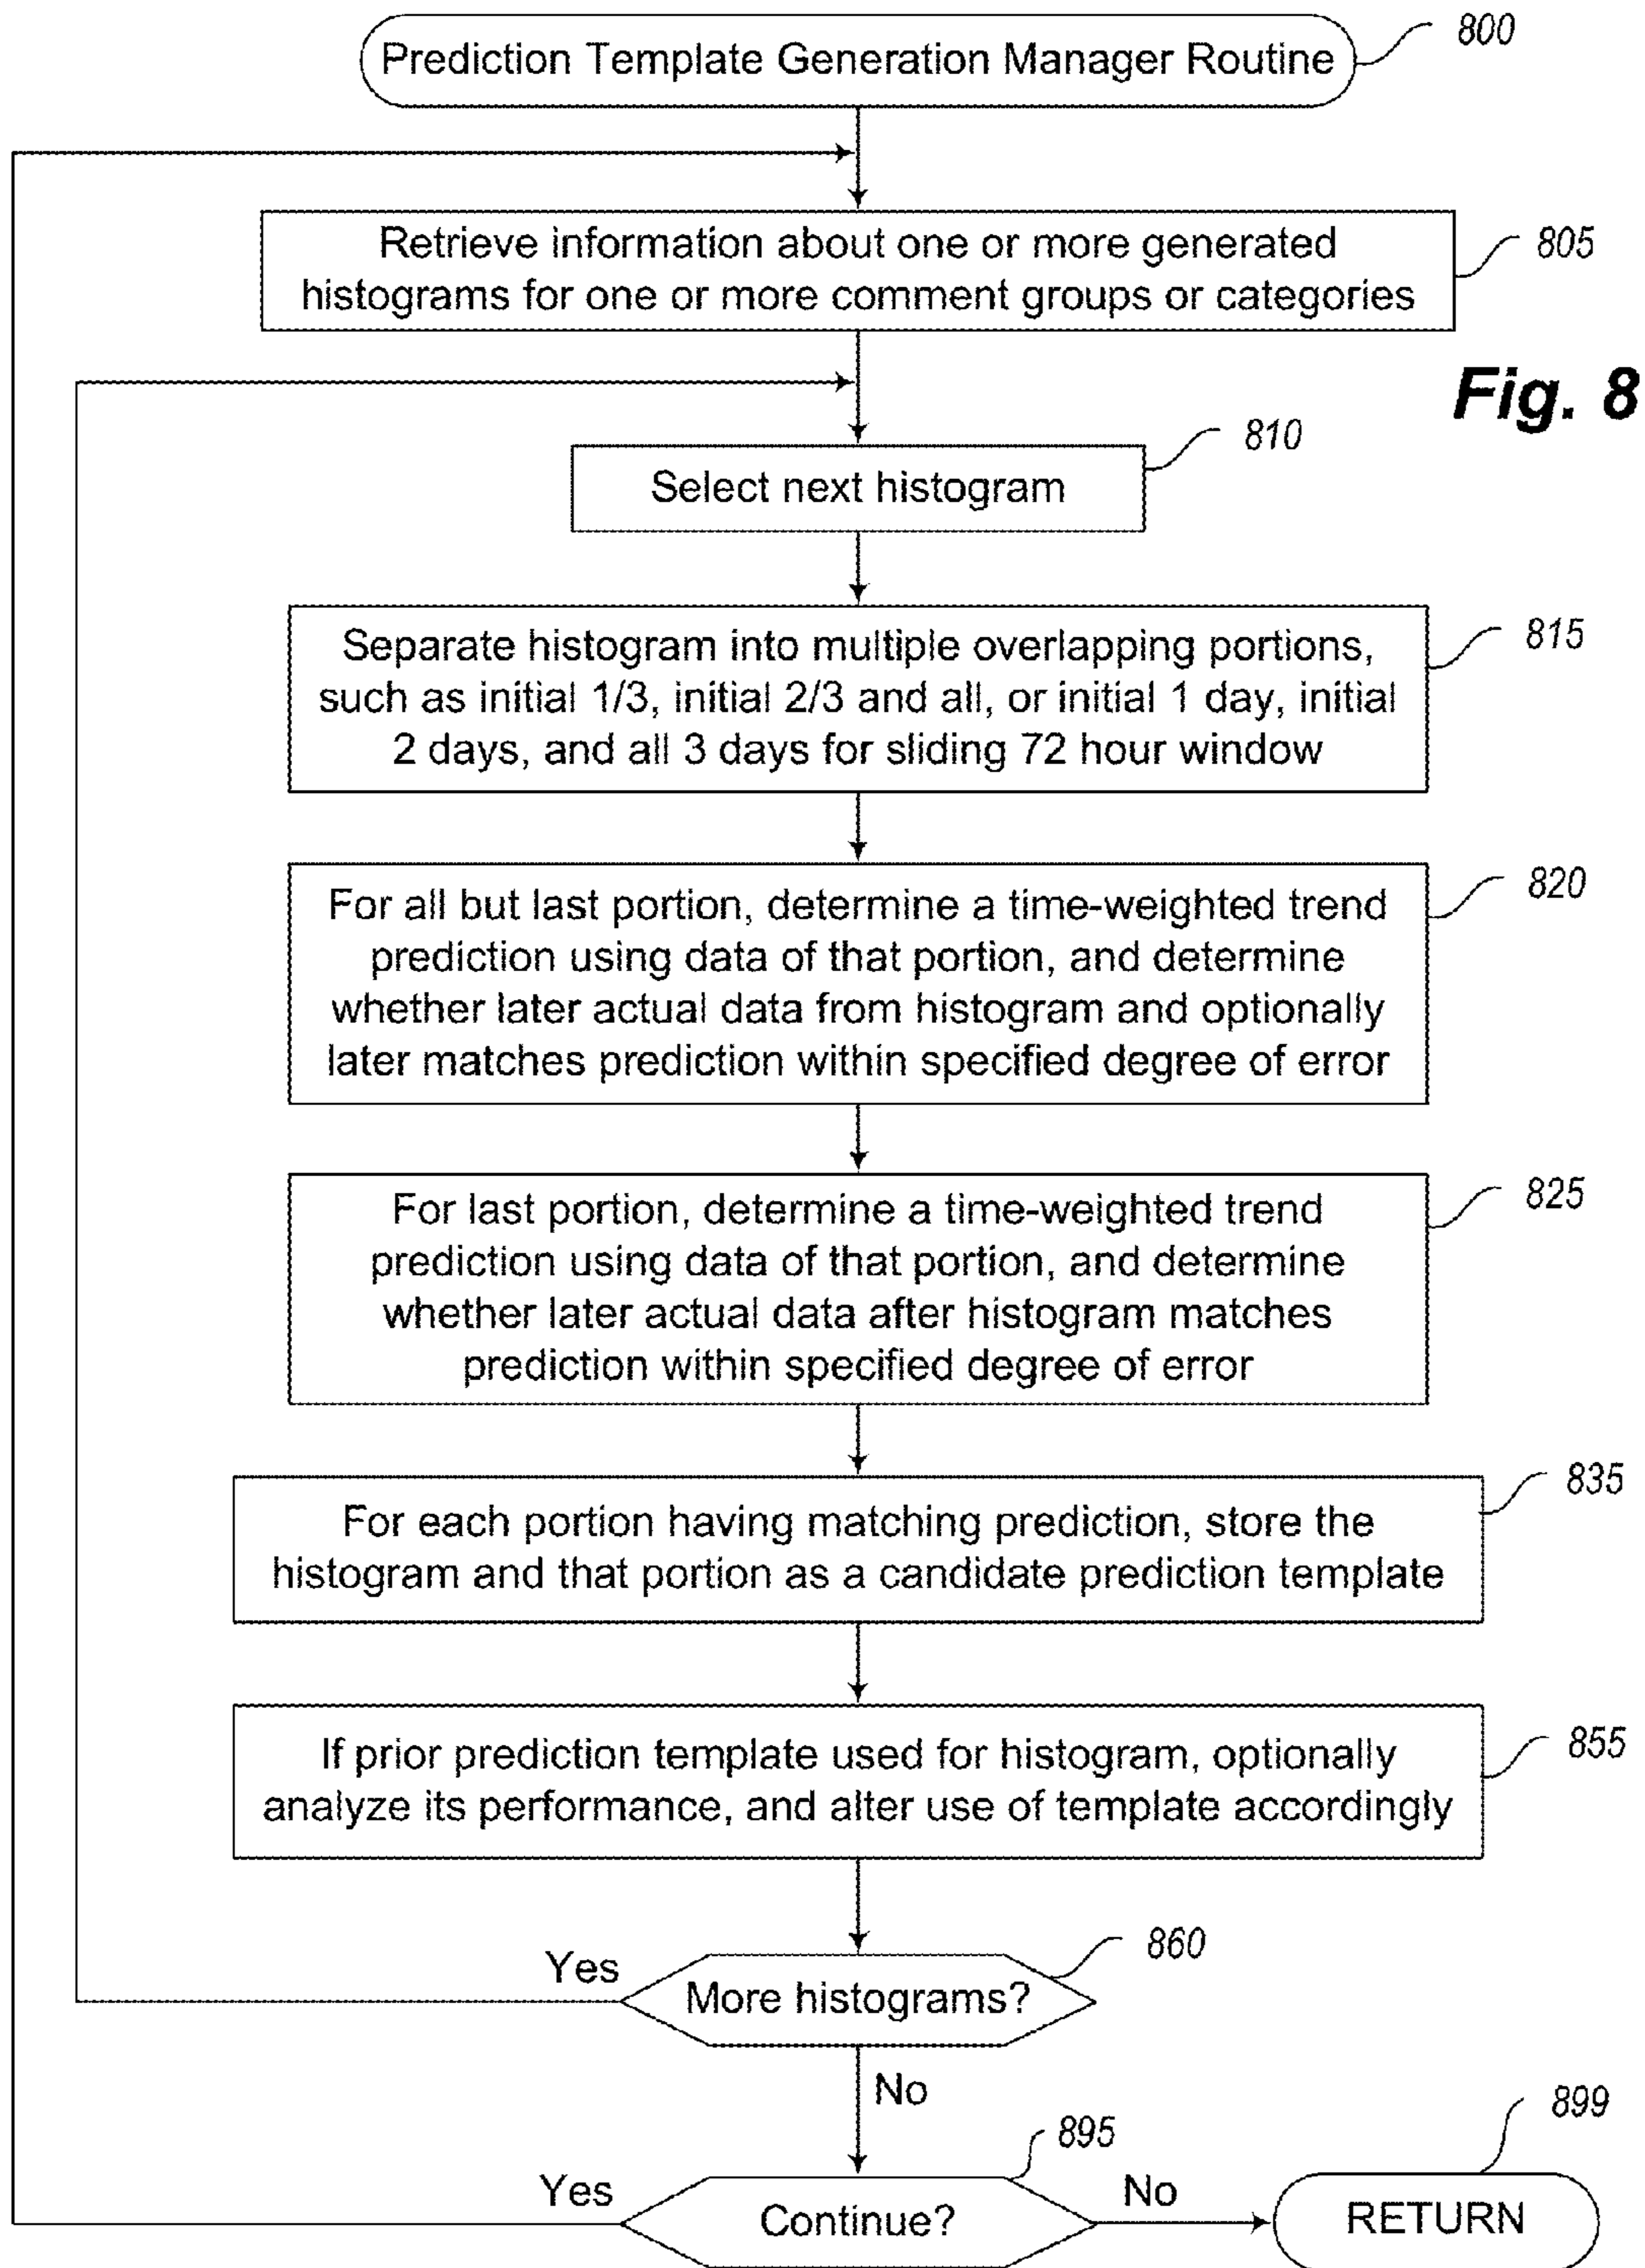 Prediction Template Generation Manager Routine
800
Retrieve information about one or more generated
histograms for one or more comment groups or categories
805
Fig. 8
Select next histogram
810
Separate histogram into multiple overlapping portions,
such as initial 1/3, initial 2/3 and all, or initial 1 day, initial
2 days, and all 3 days for sliding 72 hour window
815
For all but last portion, determine a time-weighted trend
prediction using data of that portion, and determine
whether later actual data from histogram and optionally
later matches prediction within specified degree of error
820
For last portion, determine a time-weighted trend
prediction using data of that portion, and determine
whether later actual data after histogram matches
prediction within specified degree of error
825
For each portion having matching prediction, store the
histogram and that portion as a candidate prediction template
835
If prior prediction template used for histogram, optionally
analyze its performance, and alter use of template accordingly
855
Yes
More histograms?
860
No
Yes
Continue?
895
No
RETURN
899